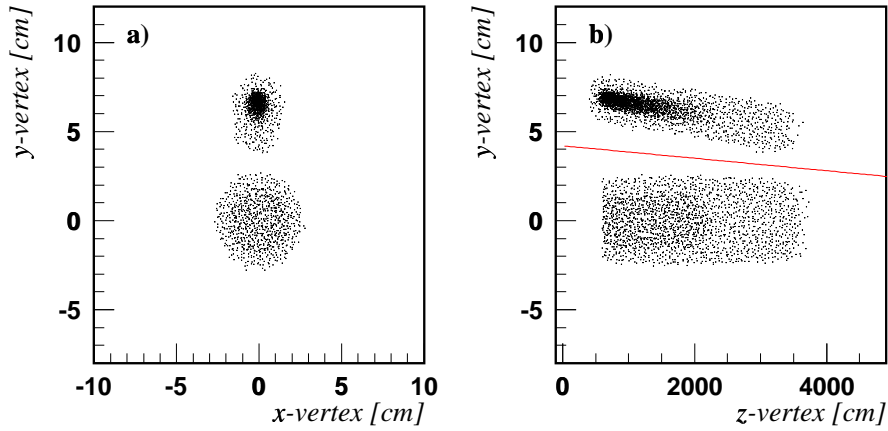 a)
y-vertex [cm]
10
5
0
-5
-10 -5 0 5 10
x-vertex [cm]
b)
y-vertex [cm]
10
5
0
-5
0 2000 4000
z-vertex [cm]